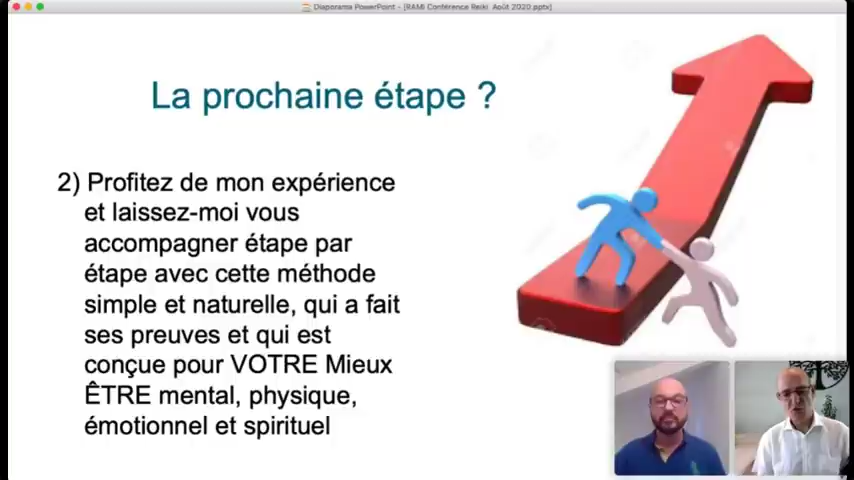 Diaporama PowerPoint - [RAMI Conférence Reiki Août 2020.pptx]
La prochaine étape ?
2) Profitez de mon expérience
et laissez-moi vous
accompagner étape par
étape avec cette méthode
simple et naturelle, qui a fait
ses preuves et qui est
conçue pour VOTRE Mieux
ÊTRE mental, physique,
émotionnel et spirituel